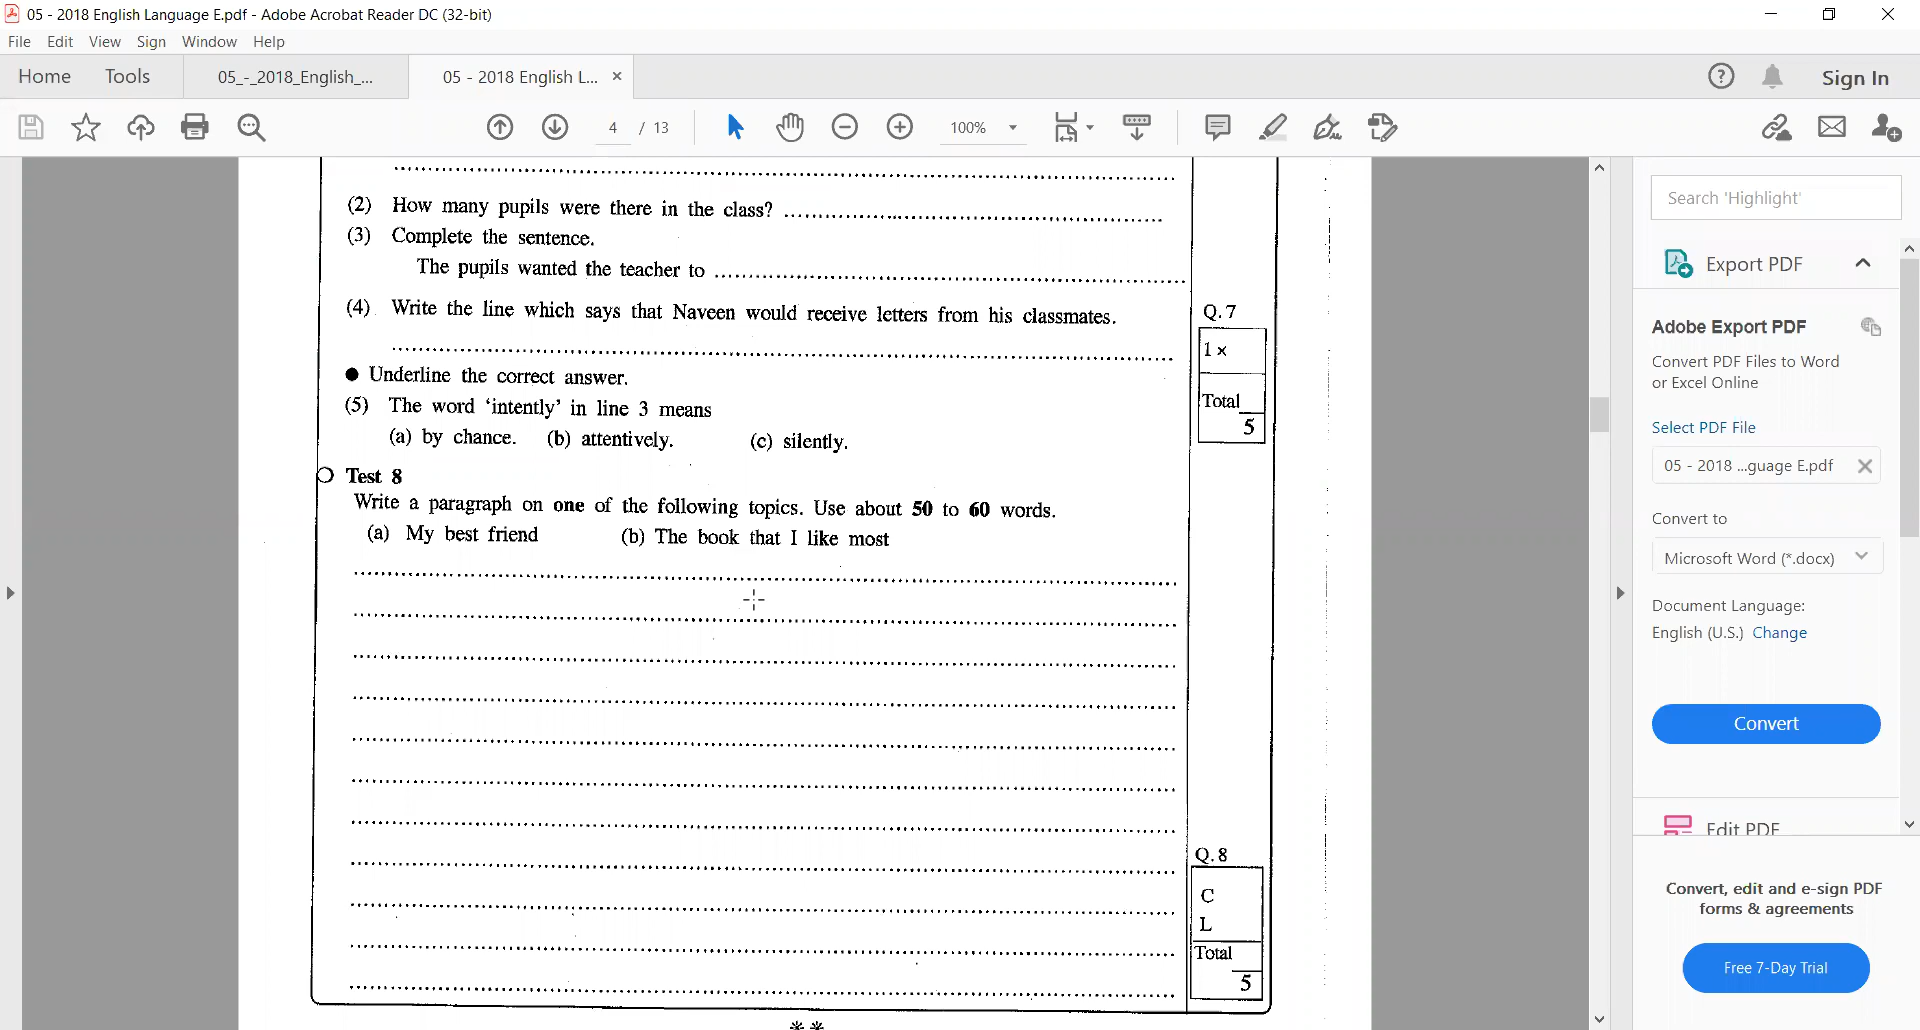 05 - 2018 English Language E.pdf - Adobe Acrobat Reader DC (32-bit)
File Edit View Sign Window Help
Home Tools 05_-_2018_English_... 05 - 2018 English L... × Sign In
4 / 13 100%
Search 'Highlight'
(2) How many pupils were there in the class? ........................................
(3) Complete the sentence.
The pupils wanted the teacher to ........................................
(4) Write the line which says that Naveen would receive letters from his classmates.
........................................
● Underline the correct answer.
(5) The word ‘intently’ in line 3 means
(a) by chance. (b) attentively. (c) silently.
Q.7
1 ×
Total
5
Test 8
Write a paragraph on one of the following topics. Use about 50 to 60 words.
(a) My best friend (b) The book that I like most
Q.8
C
L
Total
5
**
Export PDF
Adobe Export PDF
Convert PDF Files to Word
or Excel Online
Select PDF File
05 - 2018 ...guage E.pdf
Convert to
Microsoft Word (*.docx)
Document Language:
English (U.S.) Change
Convert
Edit PDF
Convert, edit and e-sign PDF
forms & agreements
Free 7-Day Trial